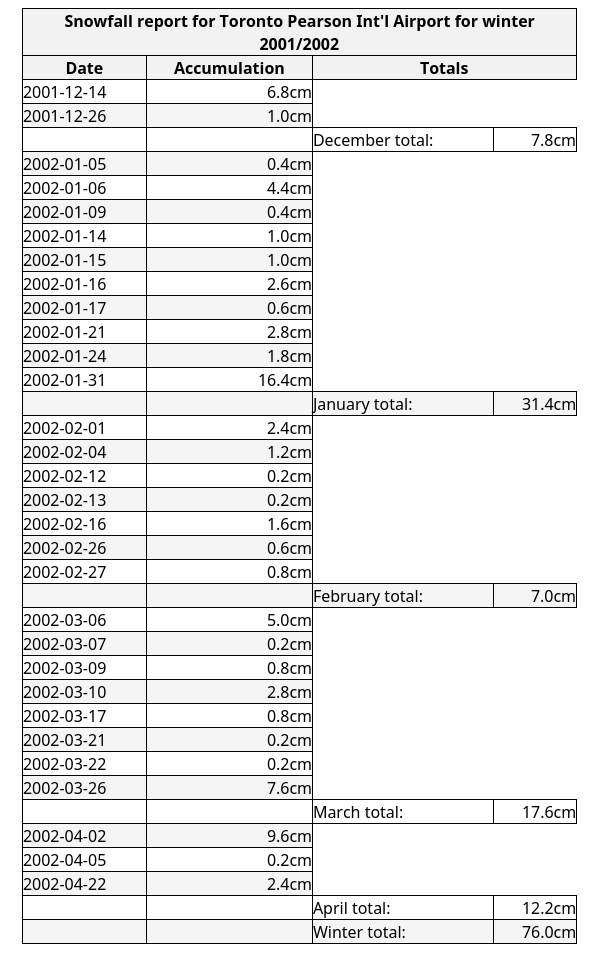 Snowfall report for Toronto Pearson Int'l Airport for winter
2001/2002
Date Accumulation Totals
2001-12-14 6.8cm
2001-12-26 1.0cm
December total: 7.8cm
2002-01-05 0.4cm
2002-01-06 4.4cm
2002-01-09 0.4cm
2002-01-14 1.0cm
2002-01-15 1.0cm
2002-01-16 2.6cm
2002-01-17 0.6cm
2002-01-21 2.8cm
2002-01-24 1.8cm
2002-01-31 16.4cm
January total: 31.4cm
2002-02-01 2.4cm
2002-02-04 1.2cm
2002-02-12 0.2cm
2002-02-13 0.2cm
2002-02-16 1.6cm
2002-02-26 0.6cm
2002-02-27 0.8cm
February total: 7.0cm
2002-03-06 5.0cm
2002-03-07 0.2cm
2002-03-09 0.8cm
2002-03-10 2.8cm
2002-03-17 0.8cm
2002-03-21 0.2cm
2002-03-22 0.2cm
2002-03-26 7.6cm
March total: 17.6cm
2002-04-02 9.6cm
2002-04-05 0.2cm
2002-04-22 2.4cm
April total: 12.2cm
Winter total: 76.0cm